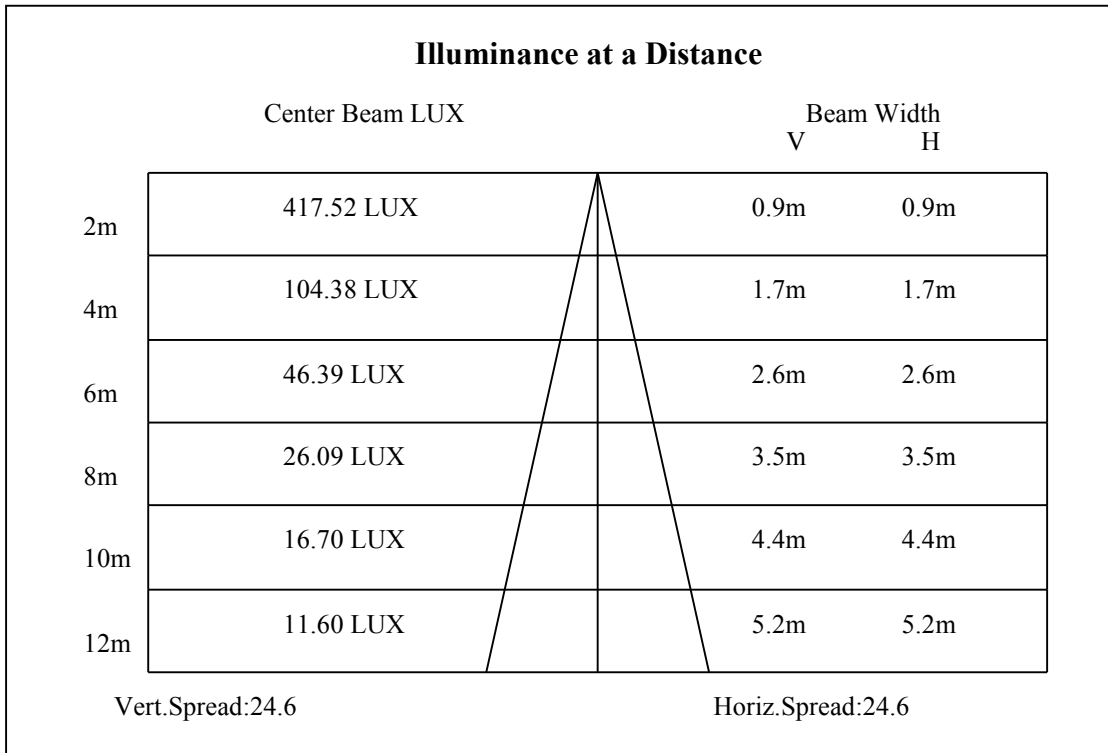 Illuminance at a Distance
Center Beam LUX Beam Width
V H
2m 417.52 LUX 0.9m 0.9m
4m 104.38 LUX 1.7m 1.7m
6m 46.39 LUX 2.6m 2.6m
8m 26.09 LUX 3.5m 3.5m
10m 16.70 LUX 4.4m 4.4m
12m 11.60 LUX 5.2m 5.2m
Vert.Spread:24.6 Horiz.Spread:24.6